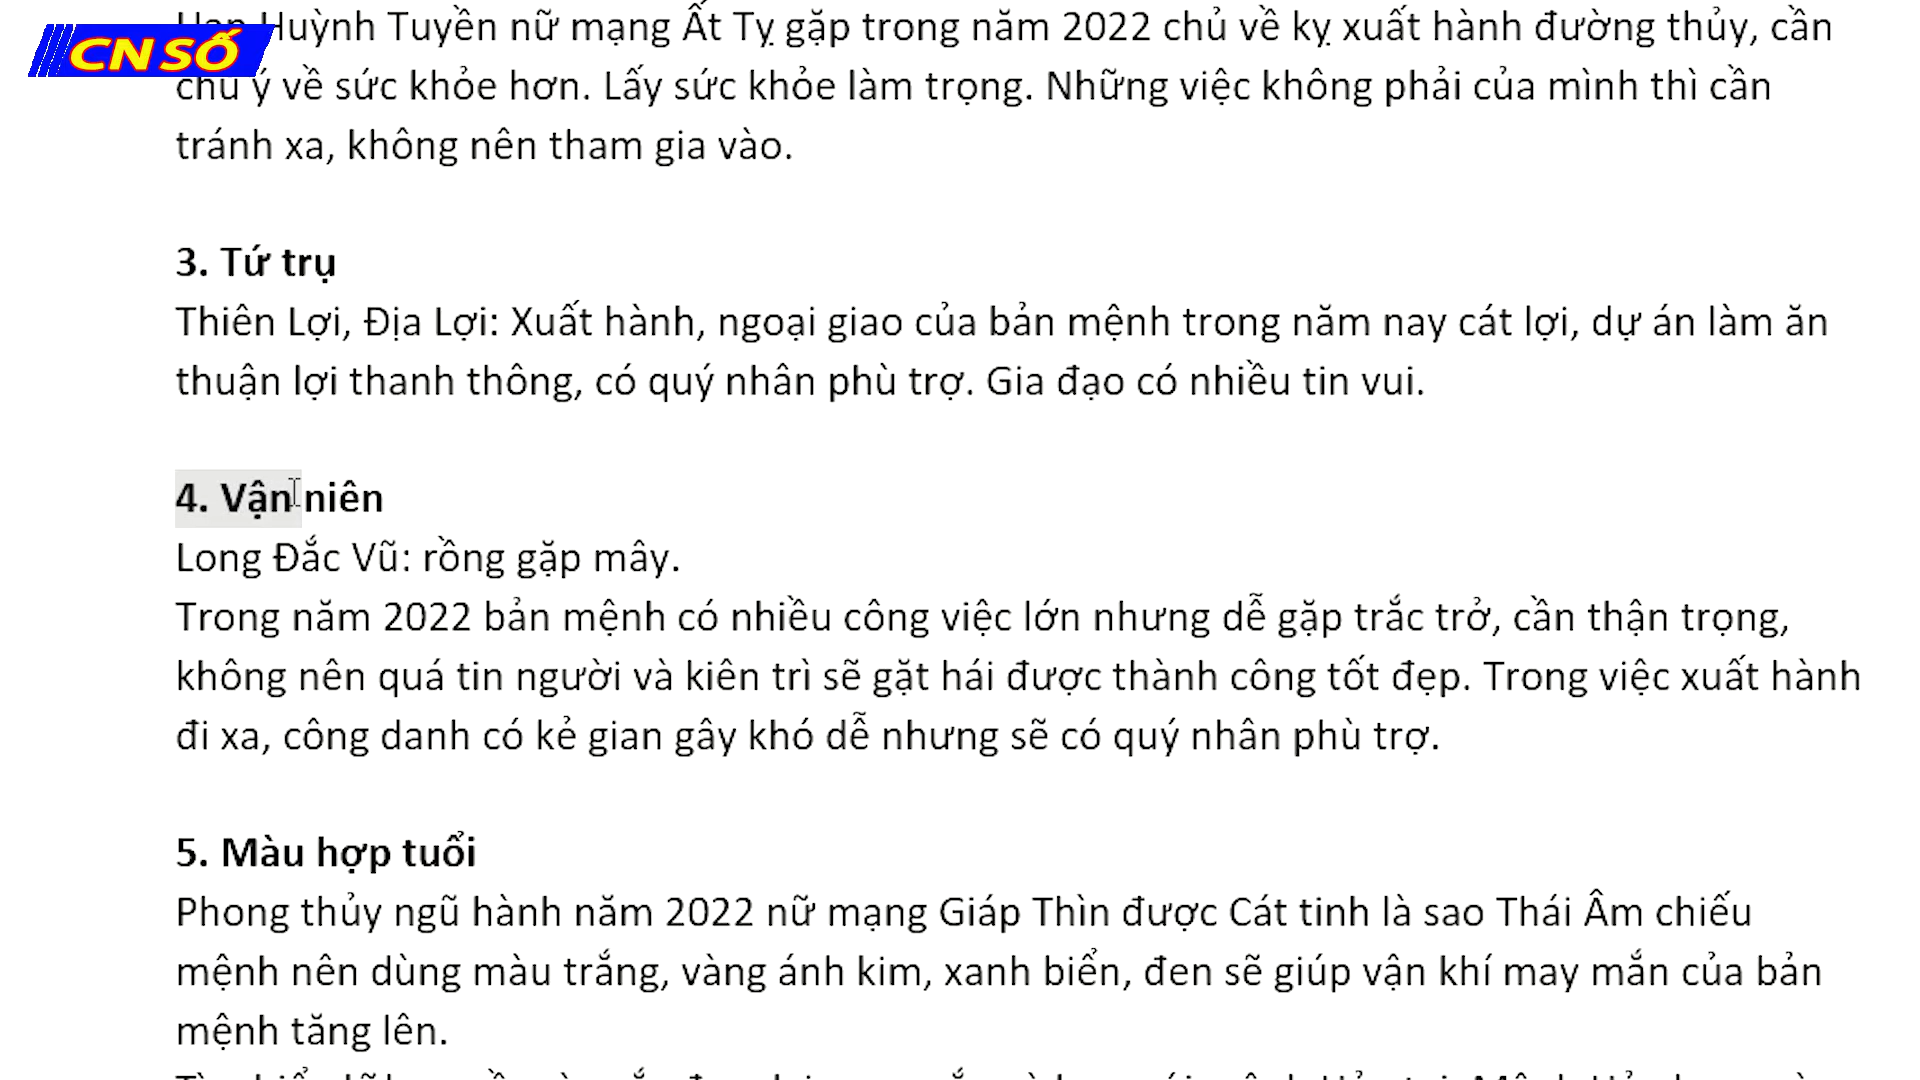 CN SỐ
Huỳnh Tuyền nữ mạng Ất Tỵ gặp trong năm 2022 chủ về kỵ xuất hành đường thủy, cần
chú ý về sức khỏe hơn. Lấy sức khỏe làm trọng. Những việc không phải của mình thì cần
tránh xa, không nên tham gia vào.
3. Tứ trụ
Thiên Lợi, Địa Lợi: Xuất hành, ngoại giao của bản mệnh trong năm nay cát lợi, dự án làm ăn
thuận lợi thanh thông, có quý nhân phù trợ. Gia đạo có nhiều tin vui.
4. Vận niên
Long Đắc Vũ: rồng gặp mây.
Trong năm 2022 bản mệnh có nhiều công việc lớn nhưng dễ gặp trắc trở, cần thận trọng,
không nên quá tin người và kiên trì sẽ gặt hái được thành công tốt đẹp. Trong việc xuất hành
đi xa, công danh có kẻ gian gây khó dễ nhưng sẽ có quý nhân phù trợ.
5. Màu hợp tuổi
Phong thủy ngũ hành năm 2022 nữ mạng Giáp Thìn được Cát tinh là sao Thái Âm chiếu
mệnh nên dùng màu trắng, vàng ánh kim, xanh biển, đen sẽ giúp vận khí may mắn của bản
mệnh tăng lên.